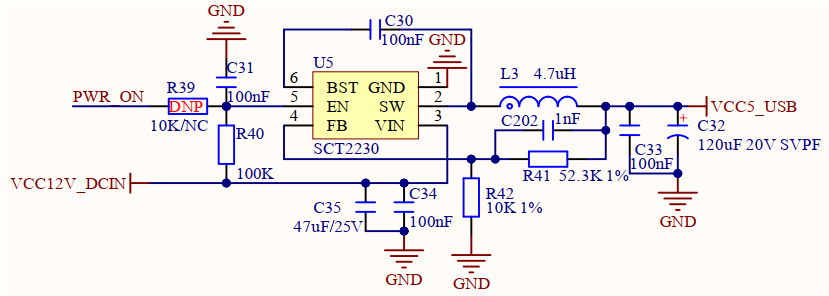 GND
C30
100nF
GND
C31
100nF
U5
R39
DNP
10K/NC
PWR_ON
6
BST
GND
1
5
EN
SW
2
4
FB
VIN
3
SCT2230
L3 4.7uH
VCC5_USB
C202
1nF
R40
100K
C33
100nF
+
C32
120uF 20V SVPF
R41 52.3K 1%
VCC12V_DCIN
R42
10K 1%
C35
47uF/25V
C34
100nF
GND
GND
GND